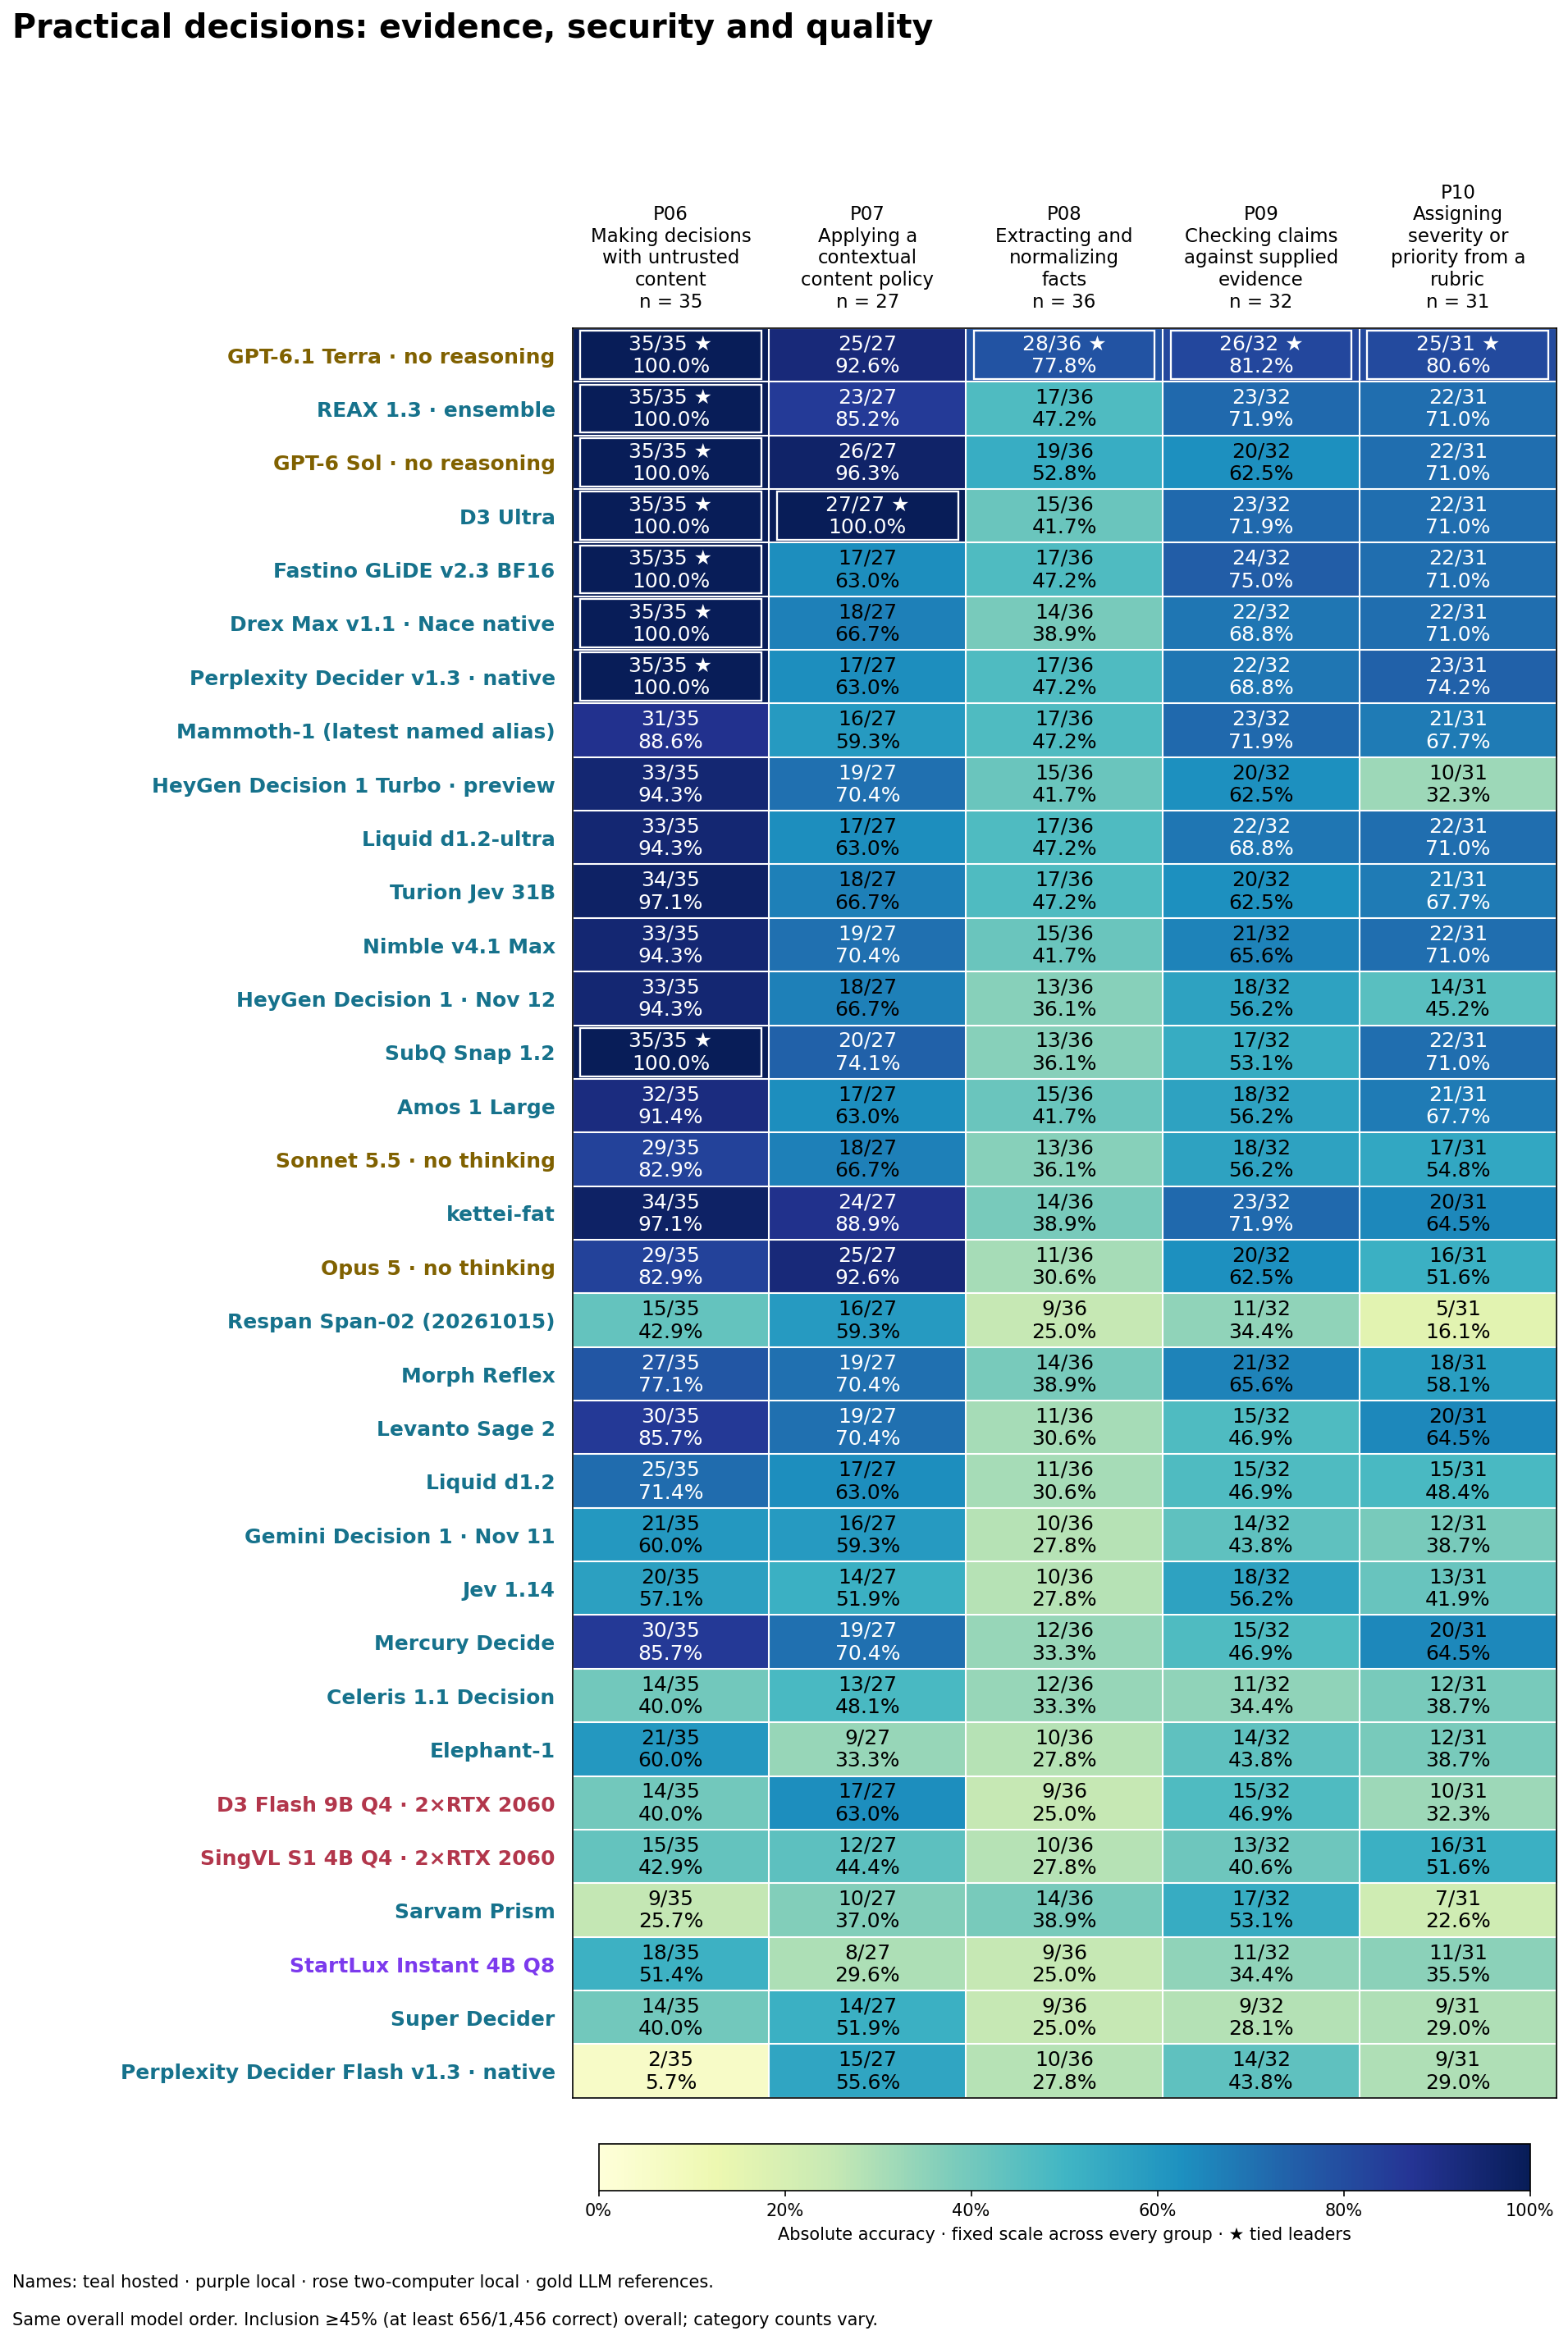 Practical decisions: evidence, security and quality
P06
Making decisions
with untrusted
content
n = 35
P07
Applying a
contextual
content policy
n = 27
P08
Extracting and
normalizing
facts
n = 36
P09
Checking claims
against supplied
evidence
n = 32
P10
Assigning
severity or
priority from a
rubric
n = 31
GPT-6.1 Terra · no reasoning
35/35 ★ 25/27 28/36 ★ 26/32 ★ 25/31 ★
100.0% 92.6% 77.8% 81.2% 80.6%
REAX 1.3 · ensemble
35/35 ★ 23/27 17/36 23/32 22/31
100.0% 85.2% 47.2% 71.9% 71.0%
GPT-6 Sol · no reasoning
35/35 ★ 26/27 19/36 20/32 22/31
100.0% 96.3% 52.8% 62.5% 71.0%
D3 Ultra
35/35 ★ 27/27 ★ 15/36 23/32 22/31
100.0% 100.0% 41.7% 71.9% 71.0%
Fastino GLiDE v2.3 BF16
35/35 ★ 17/27 17/36 24/32 22/31
100.0% 63.0% 47.2% 75.0% 71.0%
Drex Max v1.1 · Nace native
35/35 ★ 18/27 14/36 22/32 22/31
100.0% 66.7% 38.9% 68.8% 71.0%
Perplexity Decider v1.3 · native
35/35 ★ 17/27 17/36 22/32 23/31
100.0% 63.0% 47.2% 68.8% 74.2%
Mammoth-1 (latest named alias)
31/35 16/27 17/36 23/32 21/31
88.6% 59.3% 47.2% 71.9% 67.7%
HeyGen Decision 1 Turbo · preview
33/35 19/27 15/36 20/32 10/31
94.3% 70.4% 41.7% 62.5% 32.3%
Liquid d1.2-ultra
33/35 17/27 17/36 22/32 22/31
94.3% 63.0% 47.2% 68.8% 71.0%
Turion Jev 31B
34/35 18/27 17/36 20/32 21/31
97.1% 66.7% 47.2% 62.5% 67.7%
Nimble v4.1 Max
33/35 19/27 15/36 21/32 22/31
94.3% 70.4% 41.7% 65.6% 71.0%
HeyGen Decision 1 · Nov 12
33/35 18/27 13/36 18/32 14/31
94.3% 66.7% 36.1% 56.2% 45.2%
SubQ Snap 1.2
35/35 ★ 20/27 13/36 17/32 22/31
100.0% 74.1% 36.1% 53.1% 71.0%
Amos 1 Large
32/35 17/27 15/36 18/32 21/31
91.4% 63.0% 41.7% 56.2% 67.7%
Sonnet 5.5 · no thinking
29/35 18/27 13/36 18/32 17/31
82.9% 66.7% 36.1% 56.2% 54.8%
kettei-fat
34/35 24/27 14/36 23/32 20/31
97.1% 88.9% 38.9% 71.9% 64.5%
Opus 5 · no thinking
29/35 25/27 11/36 20/32 16/31
82.9% 92.6% 30.6% 62.5% 51.6%
Respan Span-02 (20261015)
15/35 16/27 9/36 11/32 5/31
42.9% 59.3% 25.0% 34.4% 16.1%
Morph Reflex
27/35 19/27 14/36 21/32 18/31
77.1% 70.4% 38.9% 65.6% 58.1%
Levanto Sage 2
30/35 19/27 11/36 15/32 20/31
85.7% 70.4% 30.6% 46.9% 64.5%
Liquid d1.2
25/35 17/27 11/36 15/32 15/31
71.4% 63.0% 30.6% 46.9% 48.4%
Gemini Decision 1 · Nov 11
21/35 16/27 10/36 14/32 12/31
60.0% 59.3% 27.8% 43.8% 38.7%
Jev 1.14
20/35 14/27 10/36 18/32 13/31
57.1% 51.9% 27.8% 56.2% 41.9%
Mercury Decide
30/35 19/27 12/36 15/32 20/31
85.7% 70.4% 33.3% 46.9% 64.5%
Celeris 1.1 Decision
14/35 13/27 12/36 11/32 12/31
40.0% 48.1% 33.3% 34.4% 38.7%
Elephant-1
21/35 9/27 10/36 14/32 12/31
60.0% 33.3% 27.8% 43.8% 38.7%
D3 Flash 9B Q4 · 2×RTX 2060
14/35 17/27 9/36 15/32 10/31
40.0% 63.0% 25.0% 46.9% 32.3%
SingVL S1 4B Q4 · 2×RTX 2060
15/35 12/27 10/36 13/32 16/31
42.9% 44.4% 27.8% 40.6% 51.6%
Sarvam Prism
9/35 10/27 14/36 17/32 7/31
25.7% 37.0% 38.9% 53.1% 22.6%
StartLux Instant 4B Q8
18/35 8/27 9/36 11/32 11/31
51.4% 29.6% 25.0% 34.4% 35.5%
Super Decider
14/35 14/27 9/36 9/32 9/31
40.0% 51.9% 25.0% 28.1% 29.0%
Perplexity Decider Flash v1.3 · native
2/35 15/27 10/36 14/32 9/31
5.7% 55.6% 27.8% 43.8% 29.0%
0% 20% 40% 60% 80% 100%
Absolute accuracy · fixed scale across every group · ★ tied leaders
Names: teal hosted · purple local · rose two-computer local · gold LLM references.
Same overall model order. Inclusion ≥45% (at least 656/1,456 correct) overall; category counts vary.